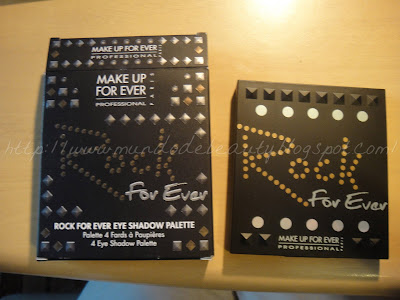 MAKE UP FOR EVER
PROFESSIONAL
MAKE UP
FOR EVER
PROFESSIONAL
Rock
For Ever
ROCK FOR EVER EYE SHADOW PALETTE
Palette 4 Fards à Paupières
4 Eye Shadow Palette
Rock
For Ever
MAKE UP FOR EVER
PROFESSIONAL
http://www.mundodebeauty.blogspot.com/